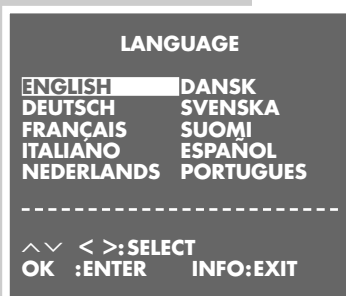 LANGUAGE
ENGLISH DANSK
DEUTSCH SVENSKA
FRANÇAIS SUOMI
ITALIANO ESPAÑOL
NEDERLANDS PORTUGUES
----------------------------
︿﹀ < >:SELECT
OK :ENTER INFO:EXIT